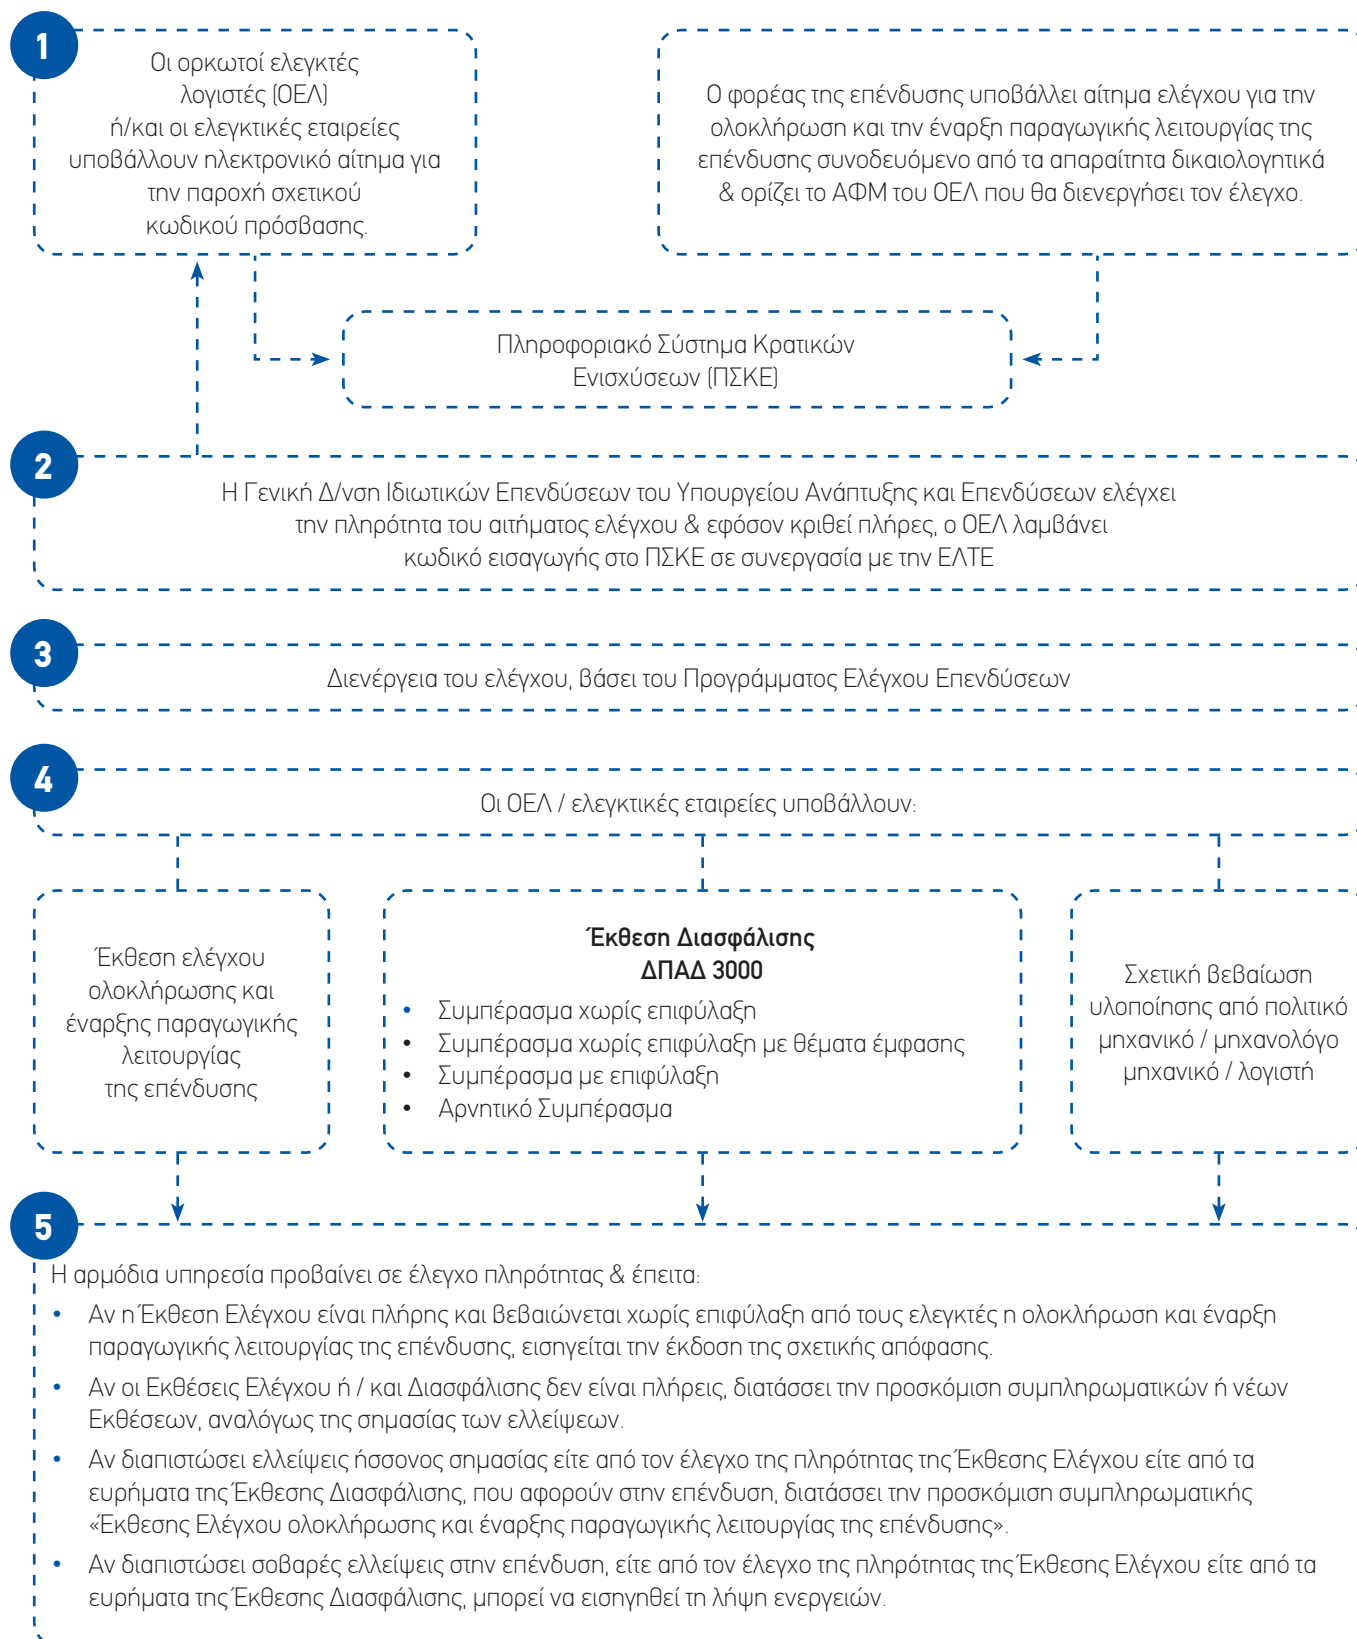 1
Οι ορκωτοί ελεγκτές
λογιστές (ΟΕΛ)
ή/και οι ελεγκτικές εταιρείες
υποβάλλουν ηλεκτρονικό αίτημα για
την παροχή σχετικού
κωδικού πρόσβασης.
Ο φορέας της επένδυσης υποβάλλει αίτημα ελέγχου για την
ολοκλήρωση και την έναρξη παραγωγικής λειτουργίας της
επένδυσης συνοδευόμενο από τα απαραίτητα δικαιολογητικά
& ορίζει το ΑΦΜ του ΟΕΛ που θα διενεργήσει τον έλεγχο.
Πληροφοριακό Σύστημα Κρατικών
Ενισχύσεων (ΠΣΚΕ)
2
Η Γενική Δ/νση Ιδιωτικών Επενδύσεων του Υπουργείου Ανάπτυξης και Επενδύσεων ελέγχει
την πληρότητα του αιτήματος ελέγχου & εφόσον κριθεί πλήρες, ο ΟΕΛ λαμβάνει
κωδικό εισαγωγής στο ΠΣΚΕ σε συνεργασία με την ΕΛΤΕ
3
Διενέργεια του ελέγχου, βάσει του Προγράμματος Ελέγχου Επενδύσεων
4
Οι ΟΕΛ / ελεγκτικές εταιρείες υποβάλλουν:
Έκθεση ελέγχου
ολοκλήρωσης και
έναρξης παραγωγικής
λειτουργίας
της επένδυσης
Έκθεση Διασφάλισης
ΔΠΑΔ 3000
• Συμπέρασμα χωρίς επιφύλαξη
• Συμπέρασμα χωρίς επιφύλαξη με θέματα έμφασης
• Συμπέρασμα με επιφύλαξη
• Αρνητικό Συμπέρασμα
Σχετική βεβαίωση
υλοποίησης από πολιτικό
μηχανικό / μηχανολόγο
μηχανικό / λογιστή
5
Η αρμόδια υπηρεσία προβαίνει σε έλεγχο πληρότητας & έπειτα:
• Αν η Έκθεση Ελέγχου είναι πλήρης και βεβαιώνεται χωρίς επιφύλαξη από τους ελεγκτές η ολοκλήρωση και έναρξη
παραγωγικής λειτουργίας της επένδυσης, εισηγείται την έκδοση της σχετικής απόφασης.
• Αν οι Εκθέσεις Ελέγχου ή / και Διασφάλισης δεν είναι πλήρεις, διατάσσει την προσκόμιση συμπληρωματικών ή νέων
Εκθέσεων, αναλόγως της σημασίας των ελλείψεων.
• Αν διαπιστώσει ελλείψεις ήσσονος σημασίας είτε από τον έλεγχο της πληρότητας της Έκθεσης Ελέγχου είτε από τα
ευρήματα της Έκθεσης Διασφάλισης, που αφορούν στην επένδυση, διατάσσει την προσκόμιση συμπληρωματικής
«Έκθεσης Ελέγχου ολοκλήρωσης και έναρξης παραγωγικής λειτουργίας της επένδυσης».
• Αν διαπιστώσει σοβαρές ελλείψεις στην επένδυση, είτε από τον έλεγχο της πληρότητας της Έκθεσης Ελέγχου είτε από τα
ευρήματα της Έκθεσης Διασφάλισης, μπορεί να εισηγηθεί τη λήψη ενεργειών.